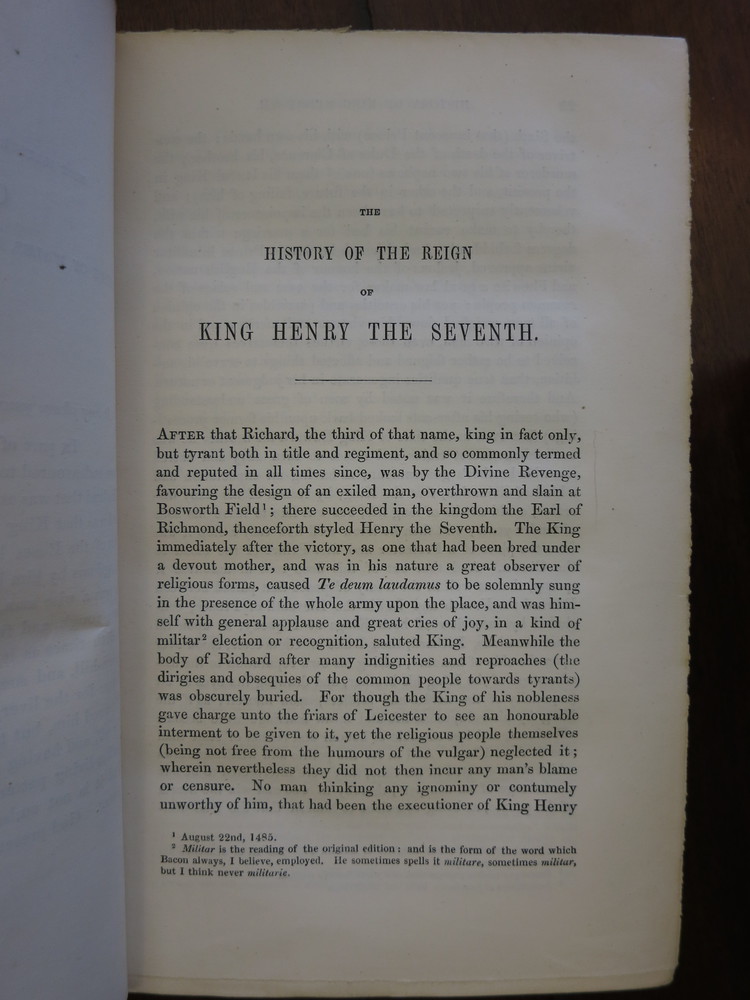 THE
HISTORY OF THE REIGN
OF
KING HENRY THE SEVENTH.
AFTER that Richard, the third of that name, king in fact only,
but tyrant both in title and regiment, and so commonly termed
and reputed in all times since, was by the Divine Revenge,
favouring the design of an exiled man, overthrown and slain at
Bosworth Field¹; there succeeded in the kingdom the Earl of
Richmond, thenceforth styled Henry the Seventh. The King
immediately after the victory, as one that had been bred under
a devout mother, and was in his nature a great observer of
religious forms, caused Te deum laudamus to be solemnly sung
in the presence of the whole army upon the place, and was him-
self with general applause and great cries of joy, in a kind of
militar² election or recognition, saluted King. Meanwhile the
body of Richard after many indignities and reproaches (the
dirigies and obsequies of the common people towards tyrants)
was obscurely buried. For though the King of his nobleness
gave charge unto the friars of Leicester to see an honourable
interment to be given to it, yet the religious people themselves
(being not free from the humours of the vulgar) neglected it;
wherein nevertheless they did not then incur any man's blame
or censure. No man thinking any ignominy or contumely
unworthy of him, that had been the executioner of King Henry
¹ August 22nd, 1485.
² Militar is the reading of the original edition: and is the form of the word which
Bacon always, I believe, employed. He sometimes spells it militare, sometimes militar,
but I think never militarie.